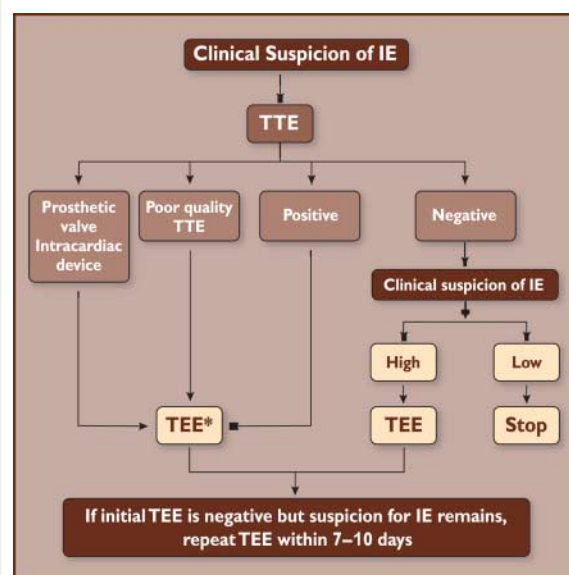 Clinical Suspicion of IE
TTE
Prosthetic
valve
Intracardiac
device
Poor quality
TTE
Positive
Negative
Clinical suspicion of IE
High
Low
TEE*
TEE
Stop
If initial TEE is negative but suspicion for IE remains,
repeat TEE within 7–10 days